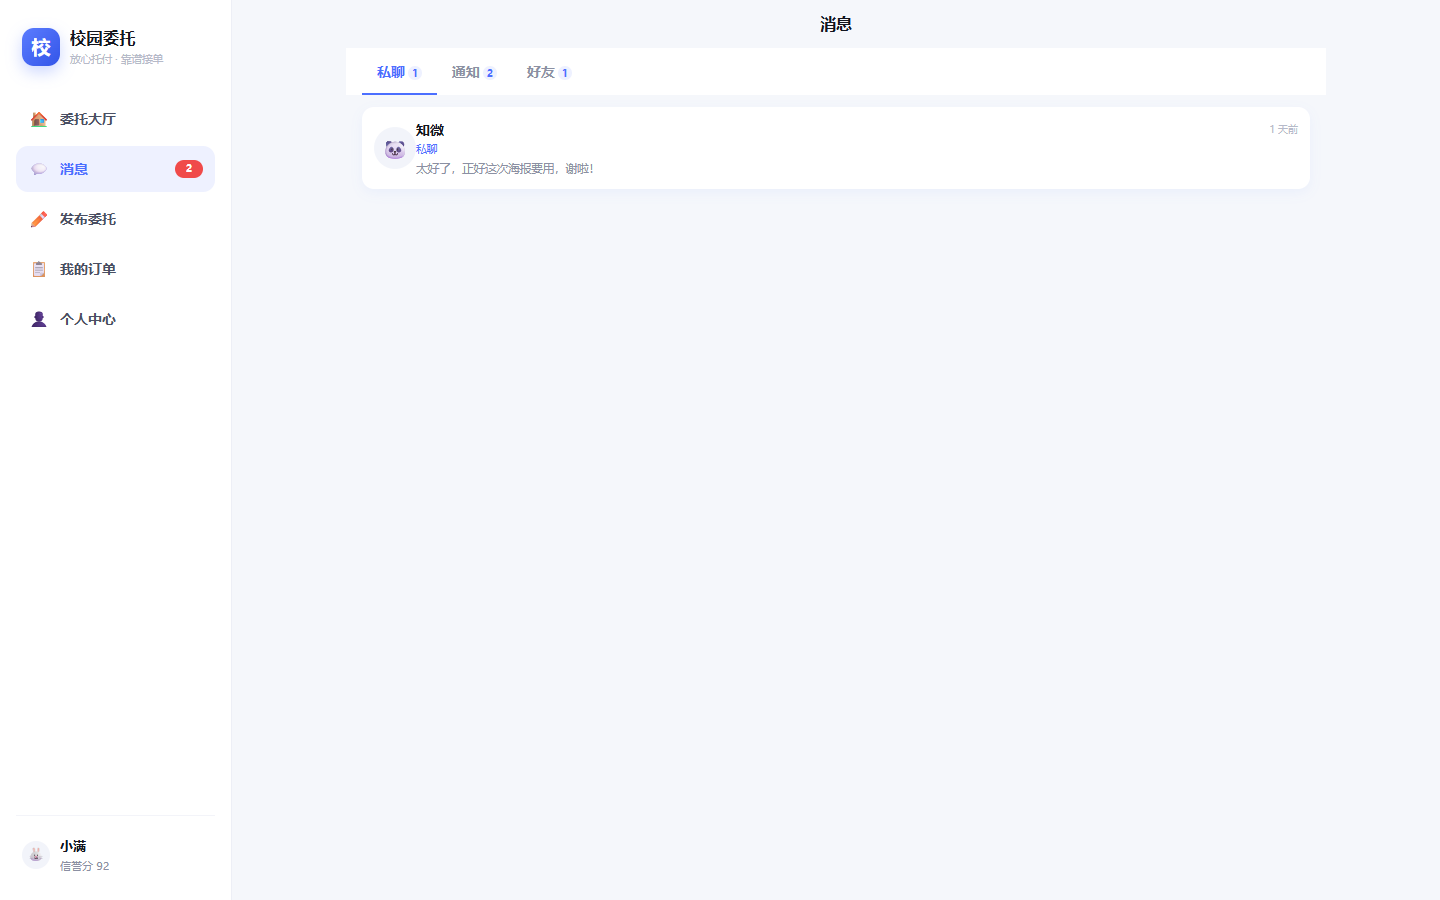 校
校园委托
放心托付 · 靠谱接单
委托大厅
消息 2
发布委托
我的订单
个人中心
小满
信誉分 92
消息
私聊 1 通知 2 好友 1
知微 1 天前
私聊
太好了，正好这次海报要用，谢啦！